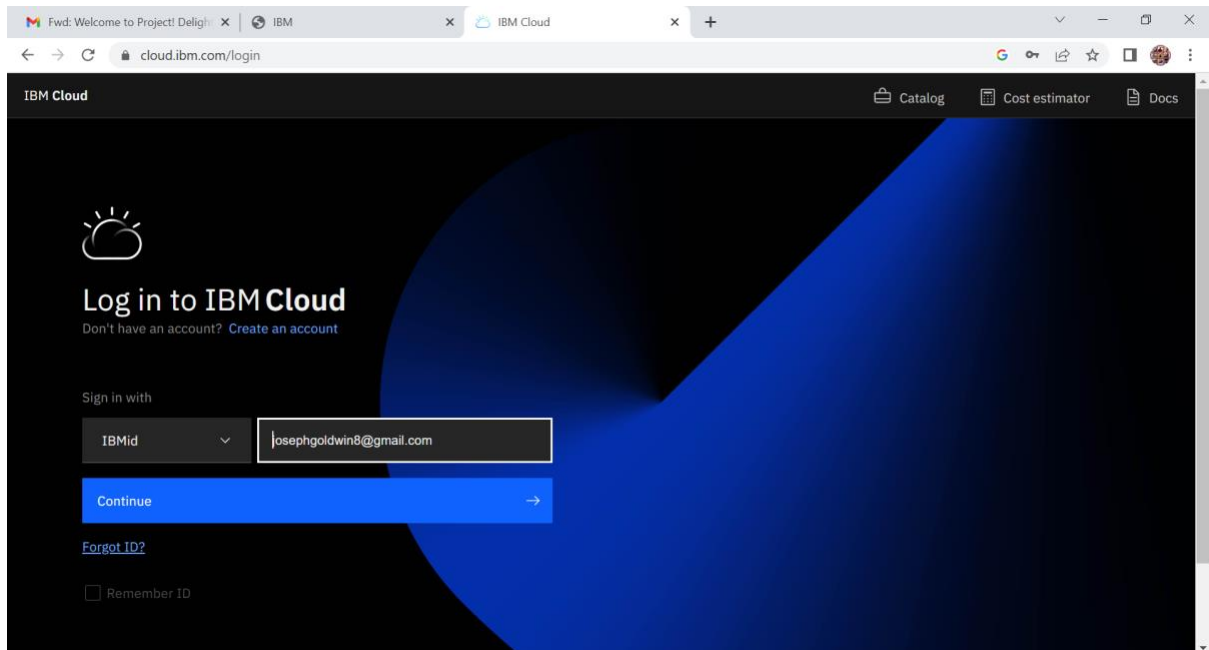 Fwd: Welcome to Project! Deligh IBM IBM Cloud
cloud.ibm.com/login
IBM Cloud Catalog Cost estimator Docs
Log in to IBM Cloud
Don't have an account? Create an account
Sign in with
IBMid josephgoldwin8@gmail.com
Continue
Forgot ID?
Remember ID